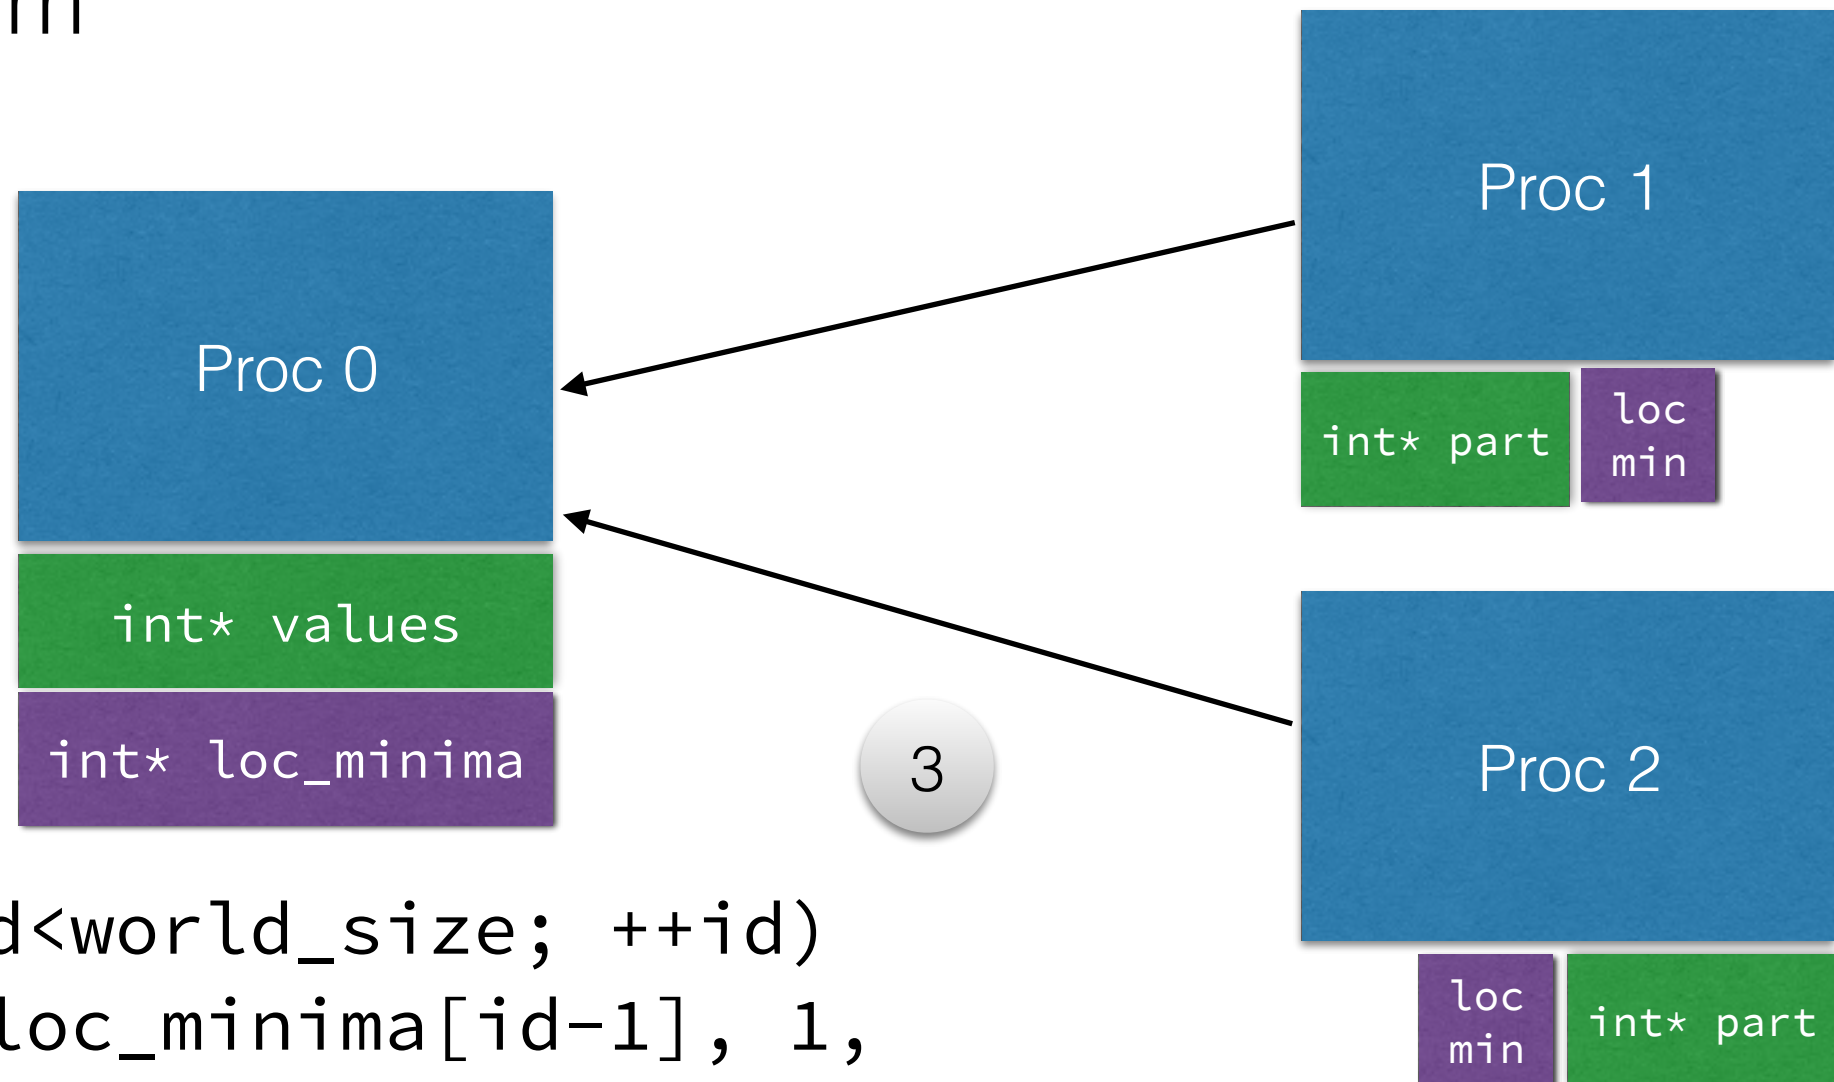 m
Proc 1
Proc 0
int* part
loc
min
int* values
int* loc_minima
3
Proc 2
d<world_size; ++id)
loc_minima[id-1], 1,
loc
min
int* part